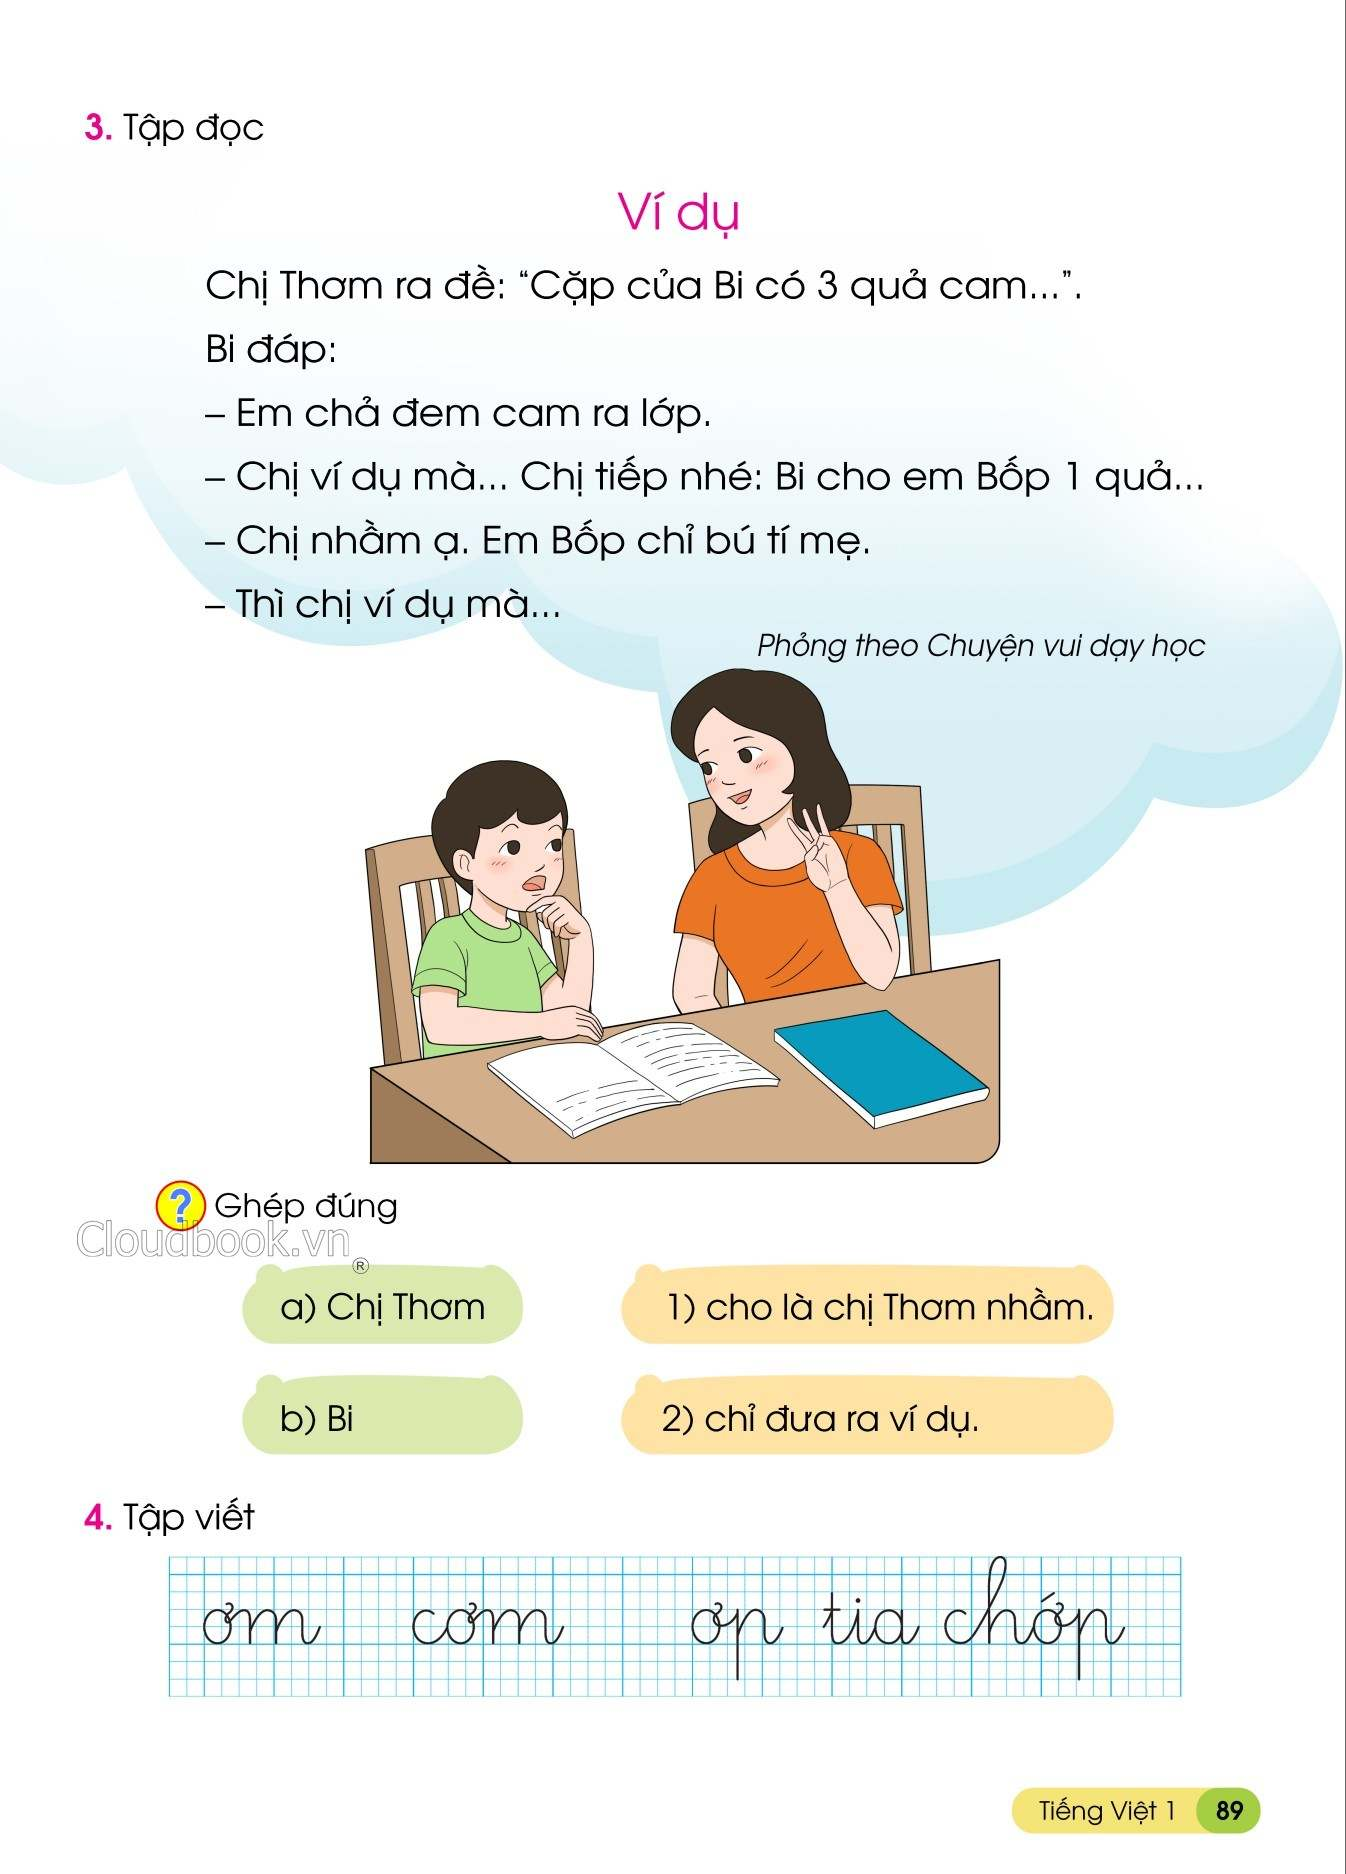 3. Tập đọc
Ví dụ
Chị Thơm ra đề: “Cặp của Bi có 3 quả cam...”.
Bi đáp:
– Em chả đem cam ra lớp.
– Chị ví dụ mà... Chị tiếp nhé: Bi cho em Bốp 1 quả...
– Chị nhầm ạ. Em Bốp chỉ bú tí mẹ.
– Thì chị ví dụ mà...
Phỏng theo Chuyện vui dạy học
? Ghép đúng
Cloudbook.vn ®
a) Chị Thơm
1) cho là chị Thơm nhầm.
b) Bi
2) chỉ đưa ra ví dụ.
4. Tập viết
ơm cơm ơp tia chớp
Tiếng Việt 1 89